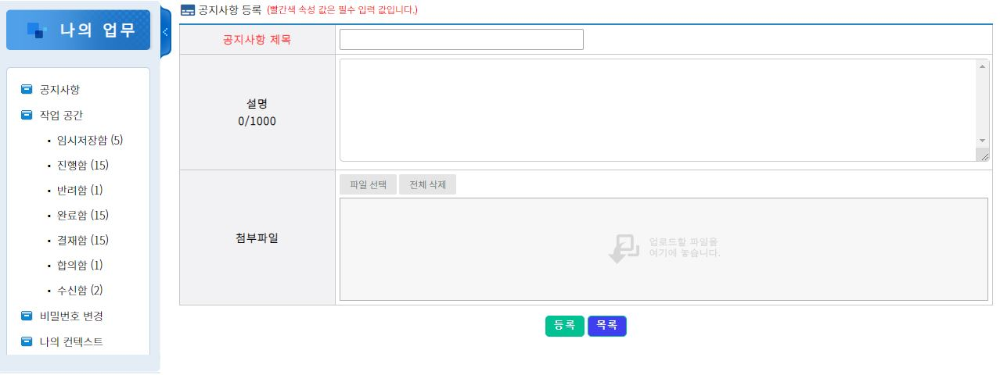 나의 업무
공지사항
작업 공간
임시저장함 (5)
진행함 (15)
반려함 (1)
완료함 (15)
결재함 (15)
합의함 (1)
수신함 (2)
비밀번호 변경
나의 컨텍스트
공지사항 등록 (빨간색 속성 값은 필수 입력 값입니다.)
공지사항 제목
설명
0/1000
첨부파일
파일 선택 전체 삭제
업로드할 파일을
여기에 놓습니다.
등록 목록